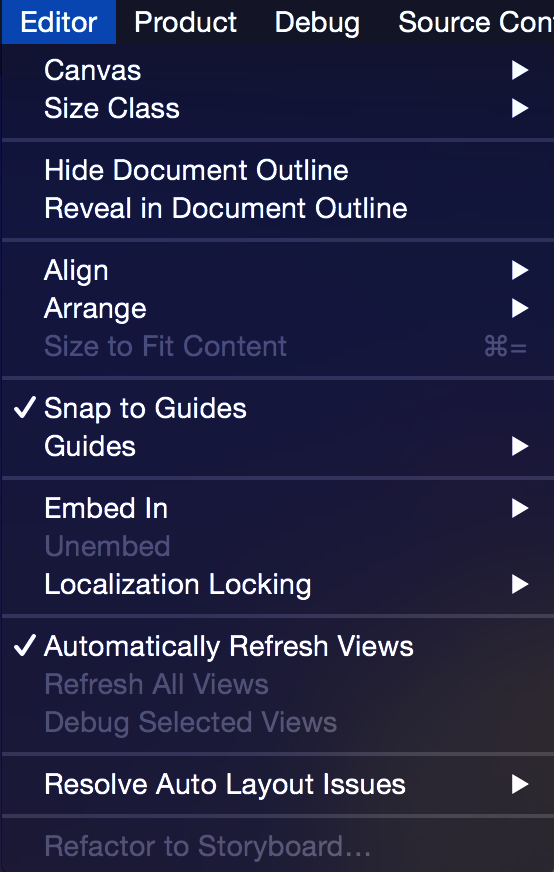 Editor Product Debug Source Con
Canvas ▶
Size Class ▶
Hide Document Outline
Reveal in Document Outline
Align ▶
Arrange ▶
Size to Fit Content ⌘=
✓ Snap to Guides
Guides ▶
Embed In ▶
Unembed
Localization Locking ▶
✓ Automatically Refresh Views
Refresh All Views
Debug Selected Views
Resolve Auto Layout Issues ▶
Refactor to Storyboard...